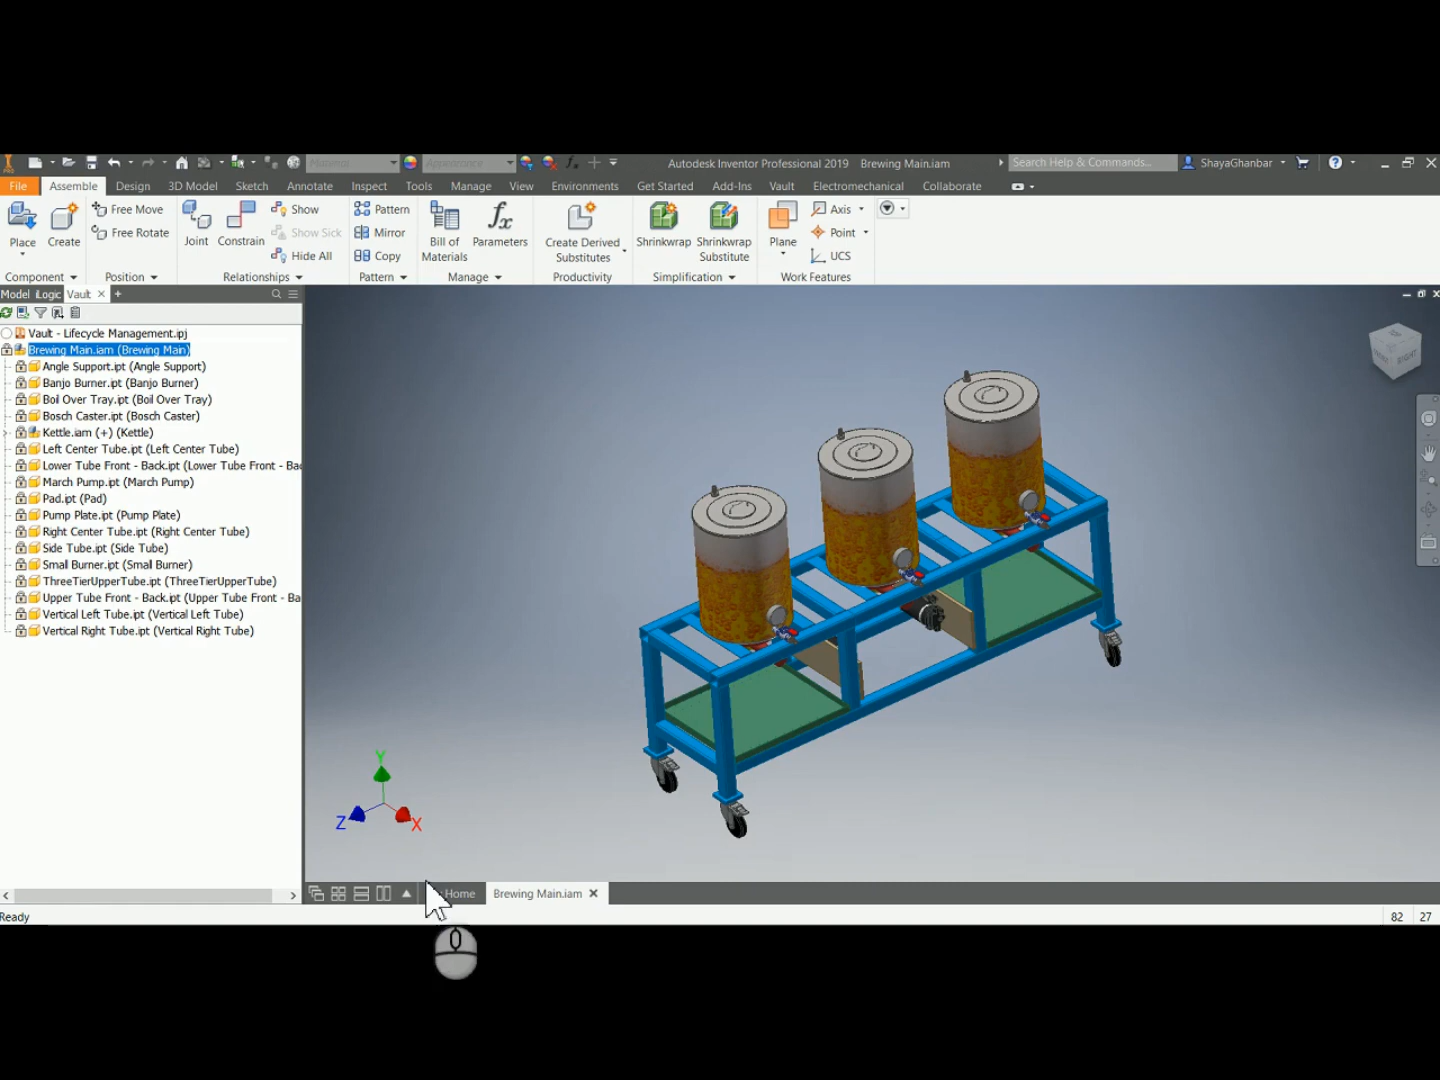 Material
Appearance
Autodesk Inventor Professional 2019 Brewing Main.iam
Search Help & Commands...
ShayaGhanbar
File Assemble Design 3D Model Sketch Annotate Inspect Tools Manage View Environments Get Started Add-Ins Vault Electromechanical Collaborate
Place
Create
Free Move
Free Rotate
Joint
Constrain
Show
Show Sick
Hide All
Pattern
Mirror
Copy
Bill of
Materials
Parameters
Create Derived
Substitutes
Shrinkwrap
Shrinkwrap
Substitute
Plane
Axis
Point
UCS
Component Position Relationships Pattern Manage Productivity Simplification Work Features
Model iLogic Vault
Vault - Lifecycle Management.ipj
Brewing Main.iam (Brewing Main)
Angle Support.ipt (Angle Support)
Banjo Burner.ipt (Banjo Burner)
Boil Over Tray.ipt (Boil Over Tray)
Bosch Caster.ipt (Bosch Caster)
Kettle.iam (+) (Kettle)
Left Center Tube.ipt (Left Center Tube)
Lower Tube Front - Back.ipt (Lower Tube Front - Bac
March Pump.ipt (March Pump)
Pad.ipt (Pad)
Pump Plate.ipt (Pump Plate)
Right Center Tube.ipt (Right Center Tube)
Side Tube.ipt (Side Tube)
Small Burner.ipt (Small Burner)
ThreeTierUpperTube.ipt (ThreeTierUpperTube)
Upper Tube Front - Back.ipt (Upper Tube Front - Ba
Vertical Left Tube.ipt (Vertical Left Tube)
Vertical Right Tube.ipt (Vertical Right Tube)
RIGHT
Y
Z
X
Home
Brewing Main.iam
Ready
82 27